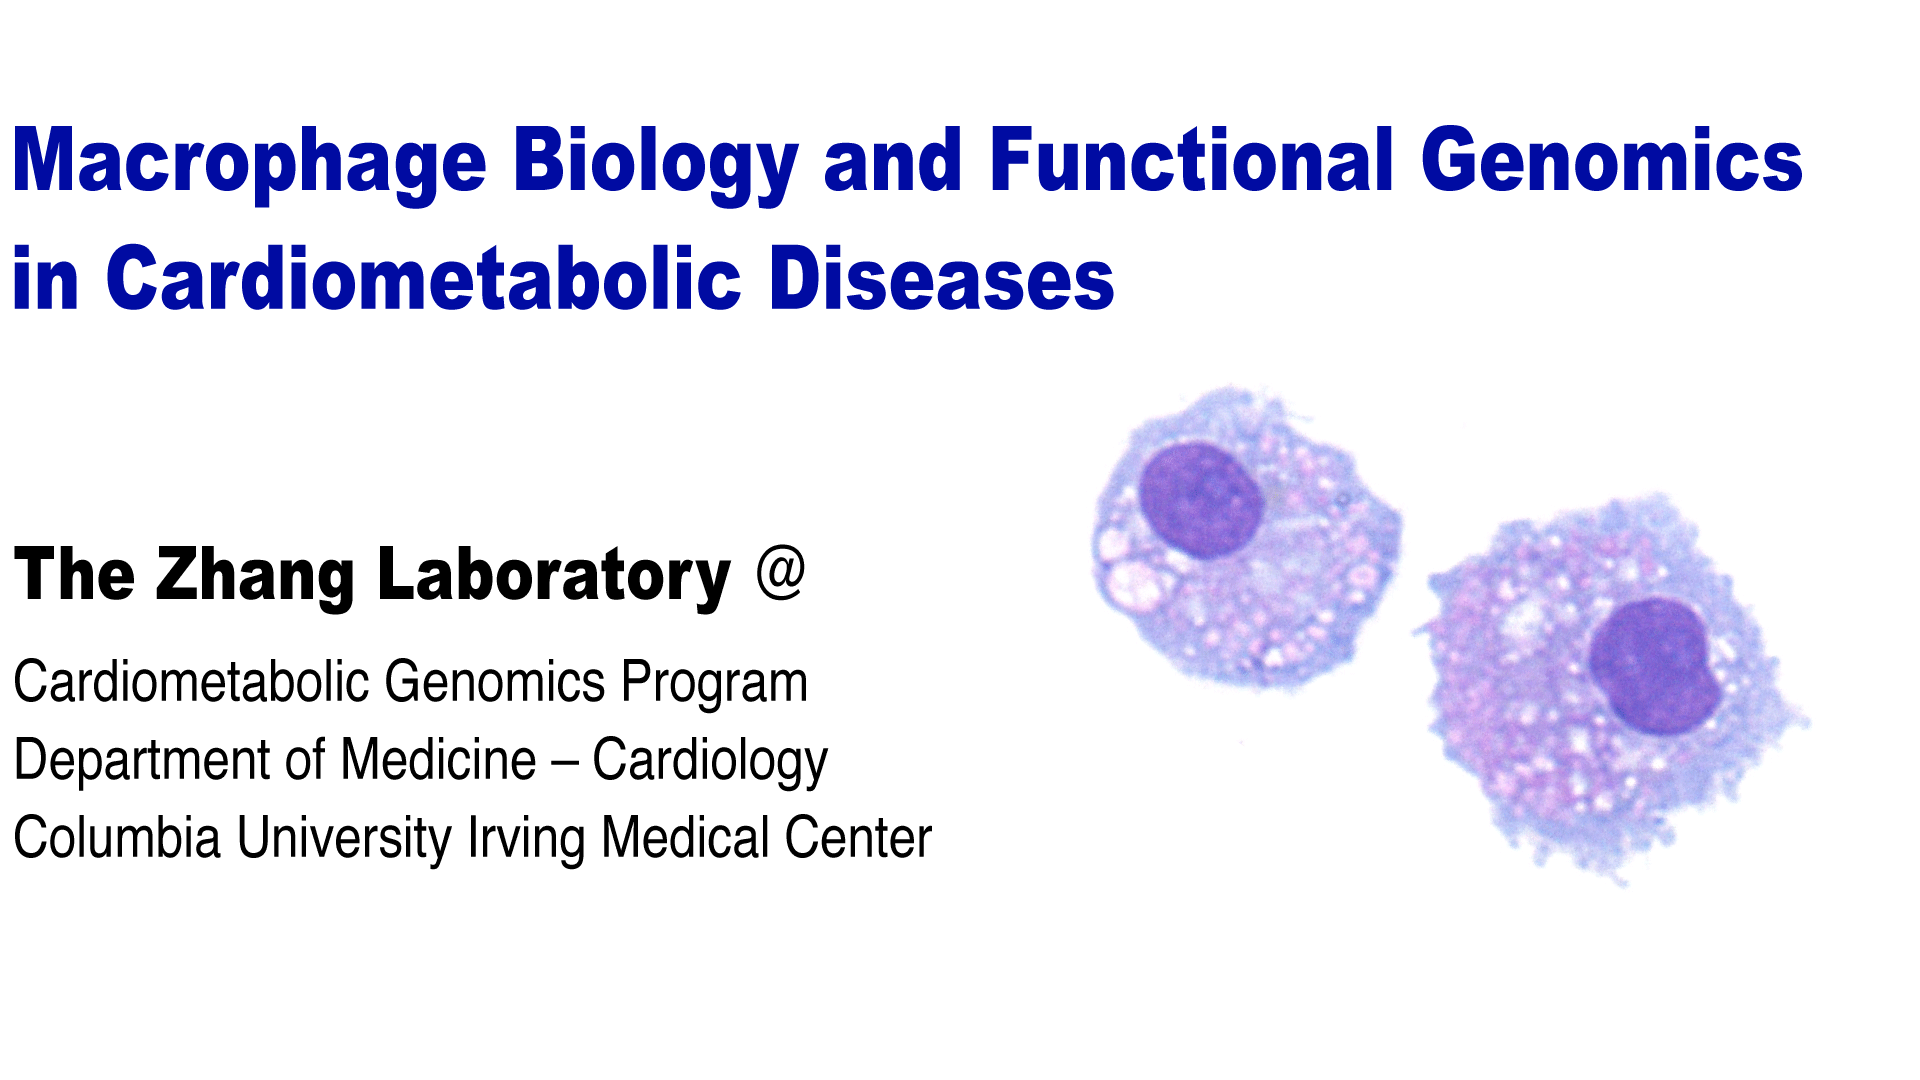 Macrophage Biology and Functional Genomics
in Cardiometabolic Diseases
The Zhang Laboratory @
Cardiometabolic Genomics Program
Department of Medicine – Cardiology
Columbia University Irving Medical Center